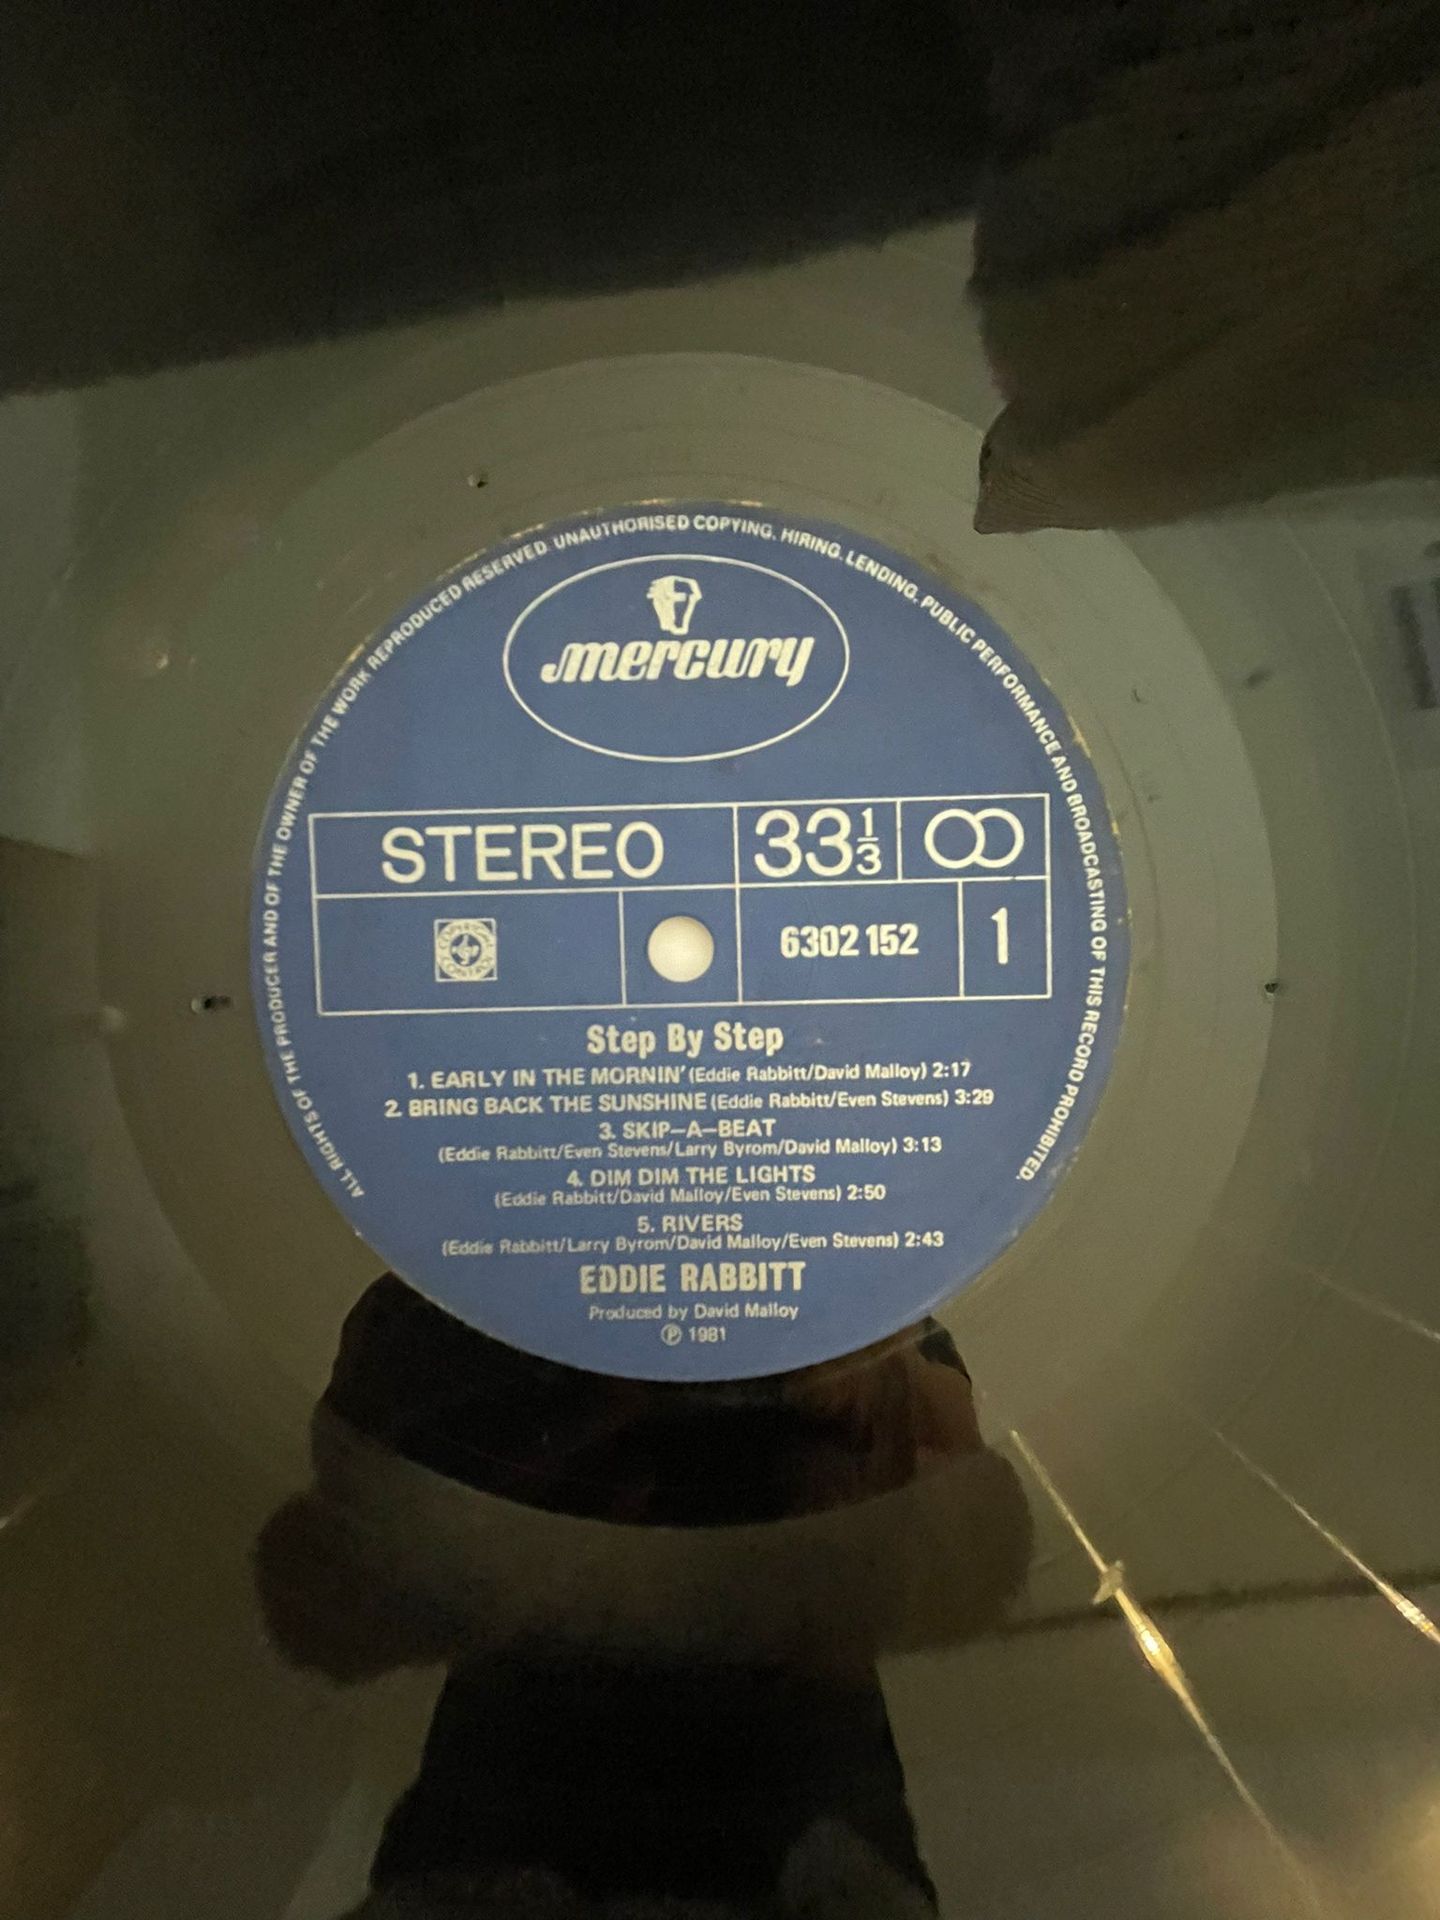 ALL RIGHTS OF THE PRODUCER AND OF THE OWNER OF THE WORK REPRODUCED RESERVED. UNAUTHORISED COPYING, HIRING, LENDING, PUBLIC PERFORMANCE AND BROADCASTING OF THIS RECORD PROHIBITED.
mercury
STEREO 33 1/3
6302 152 1
Step By Step
1. EARLY IN THE MORNIN' (Eddie Rabbitt/David Malloy) 2:17
2. BRING BACK THE SUNSHINE (Eddie Rabbitt/Even Stevens) 3:29
3. SKIP–A–BEAT
(Eddie Rabbitt/Even Stevens/Larry Byrom/David Malloy) 3:13
4. DIM DIM THE LIGHTS
(Eddie Rabbitt/David Malloy/Even Stevens) 2:50
5. RIVERS
(Eddie Rabbitt/Larry Byrom/David Malloy/Even Stevens) 2:43
EDDIE RABBITT
Produced by David Malloy
℗ 1981